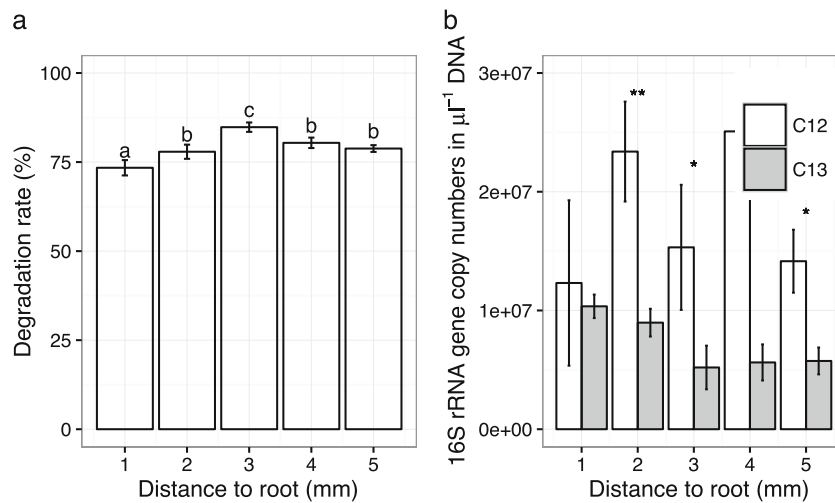 a
Degradation rate (%)
100
75
50
25
0
a
b
c
b
b
1 2 3 4 5
Distance to root (mm)
b
16S rRNA gene copy numbers in µl⁻¹ DNA
3e+07
2e+07
1e+07
0e+00
**
*
*
C12
C13
1 2 3 4 5
Distance to root (mm)